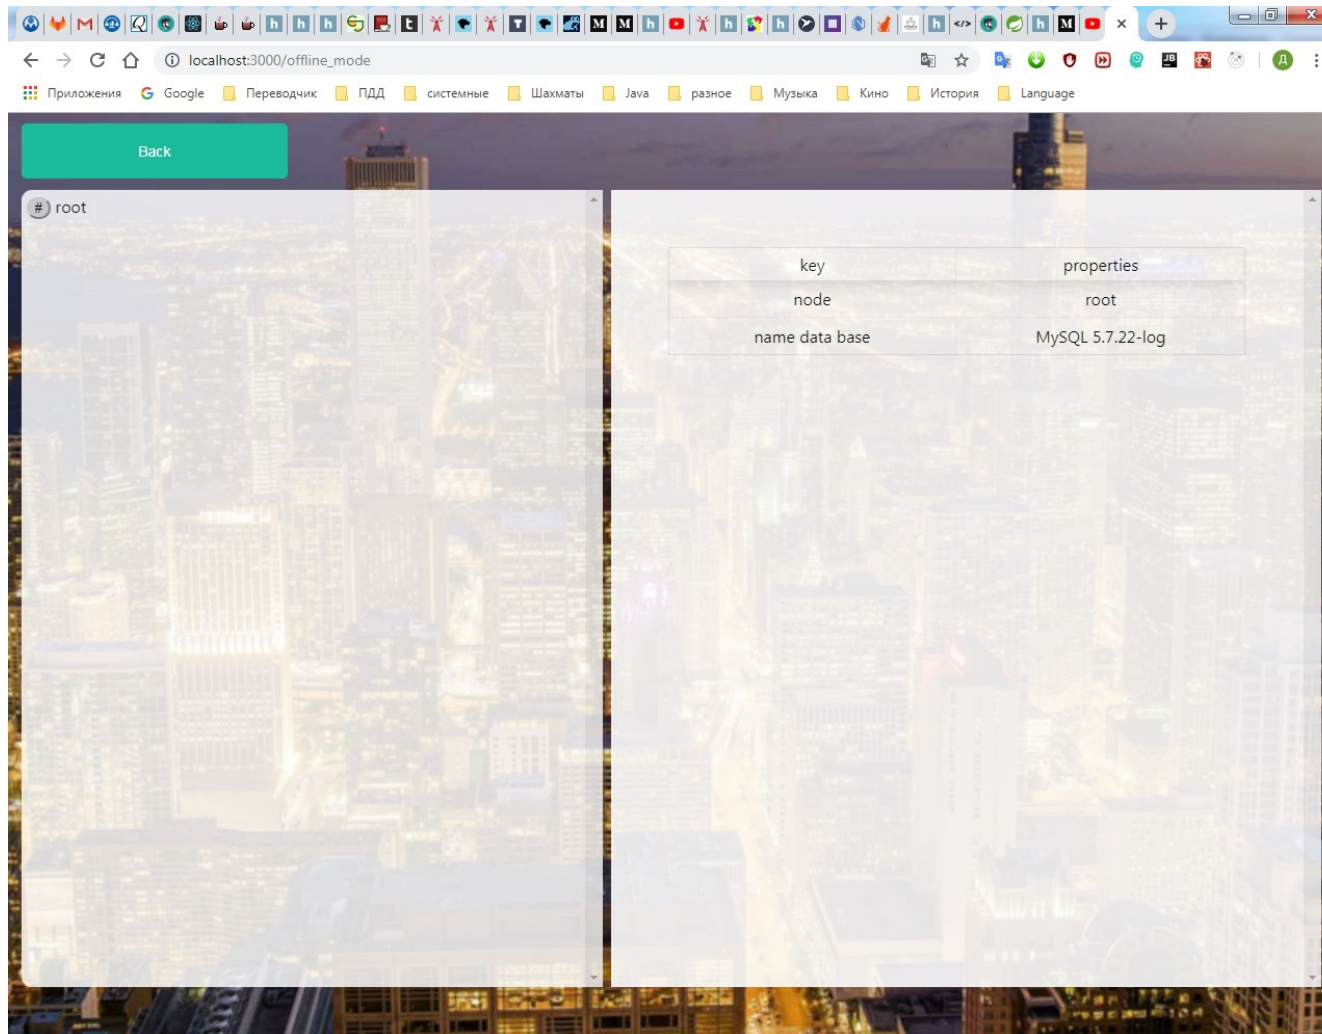 localhost:3000/offline_mode
Приложения Google Переводчик ПДД системные Шахматы Java разное Музыка Кино История Language
Back
# root
key properties
node root
name data base MySQL 5.7.22-log